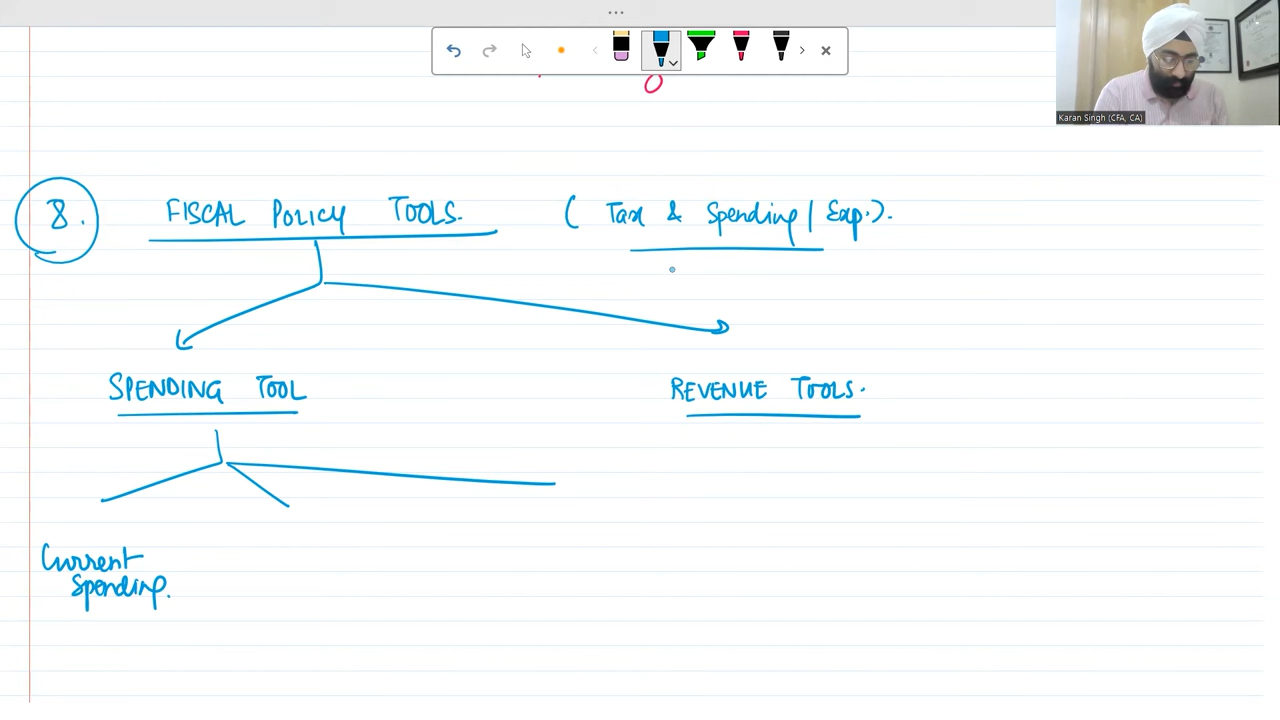 Karan Singh (CFA, CA)
8. FISCAL POLICY TOOLS. ( Tax & Spending / Exp.).
SPENDING TOOL REVENUE TOOLS.
Current
Spending.